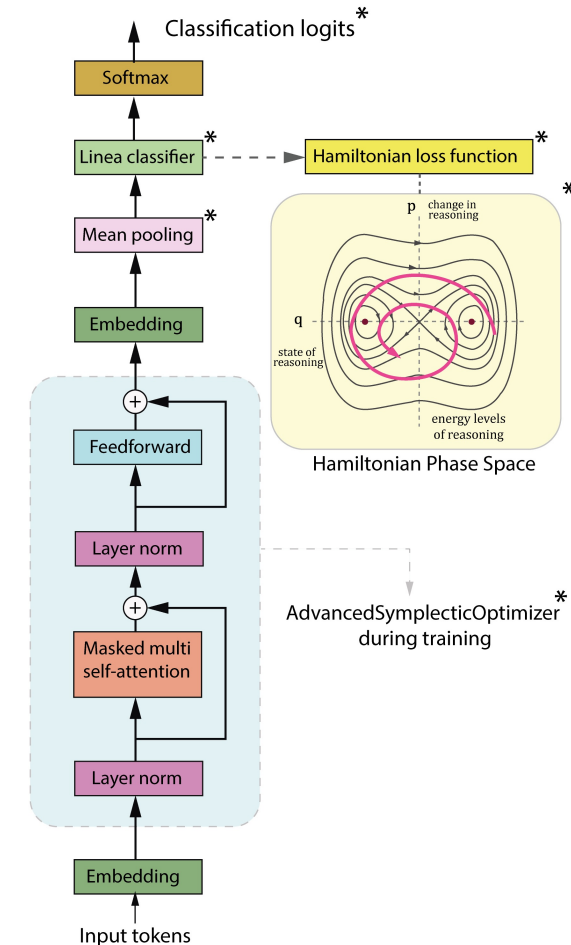 Classification logits*
Softmax
Linea classifier*
Hamiltonian loss function*
*
Mean pooling*
p change in
reasoning
Embedding
q
state of
reasoning
energy levels
of reasoning
Hamiltonian Phase Space
+
Feedforward
Layer norm
+
AdvancedSymplecticOptimizer*
during training
Masked multi
self-attention
Layer norm
Embedding
Input tokens